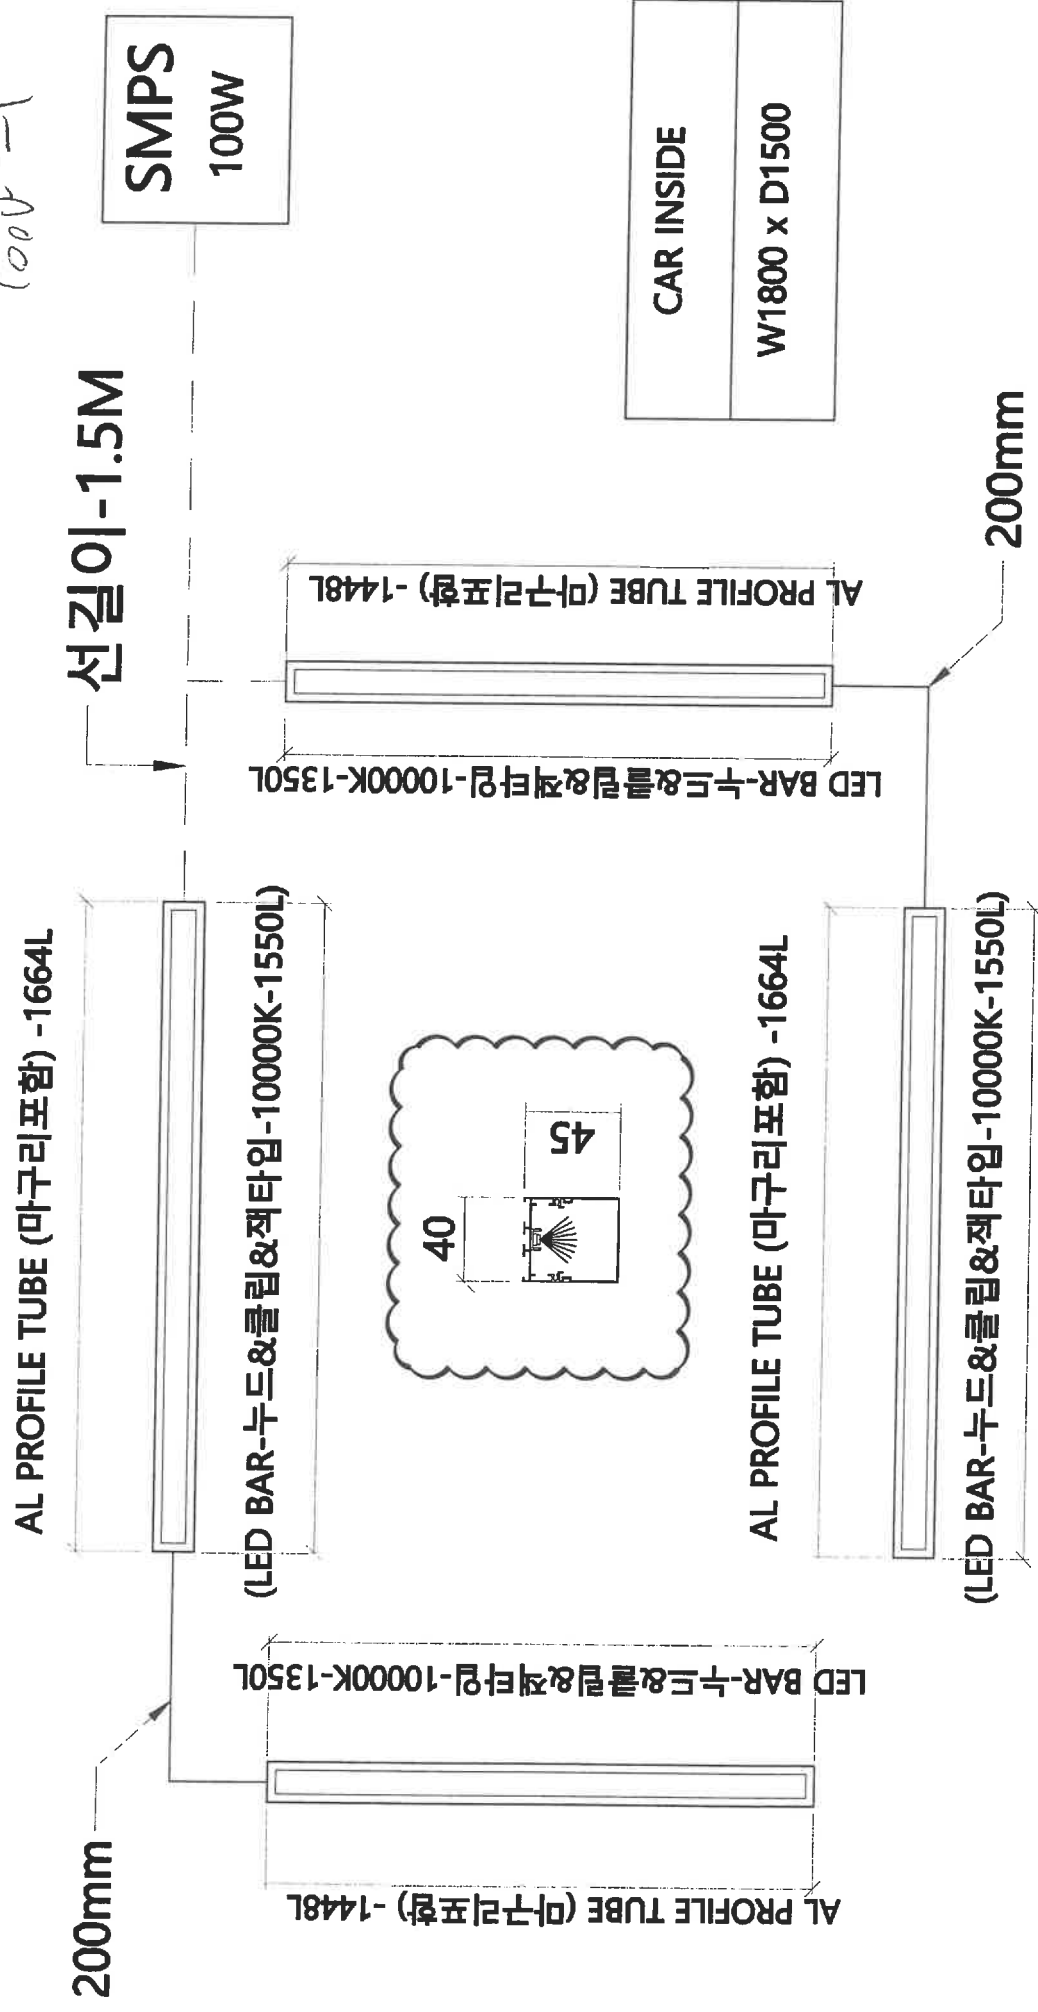 AL PROFILE TUBE (마구리포함) -1664L
선길이-1.5M
SMPS
100W
200mm
(LED BAR-누드&클립&잭타입-10000K-1550L)
AL PROFILE TUBE (마구리포함) -1448L
LED BAR-누드&클립&잭타입-10000K-1350L
40
45
LED BAR-누드&클립&잭타입-10000K-1350L
AL PROFILE TUBE (마구리포함) -1448L
CAR INSIDE
W1800 x D1500
AL PROFILE TUBE (마구리포함) -1664L
(LED BAR-누드&클립&잭타입-10000K-1550L)
200mm